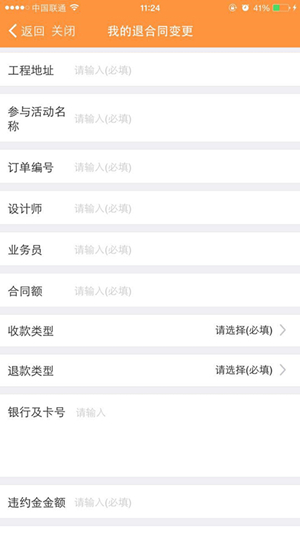 中国联通 11:24 41%
返回 关闭 我的退合同变更
工程地址 请输入(必填)
参与活动名
称 请输入(必填)
订单编号 请输入(必填)
设计师 请输入(必填)
业务员 请输入(必填)
合同额 请输入(必填)
收款类型 请选择(必填)
退款类型 请选择(必填)
银行及卡号 请输入
违约金金额 请输入(必填)